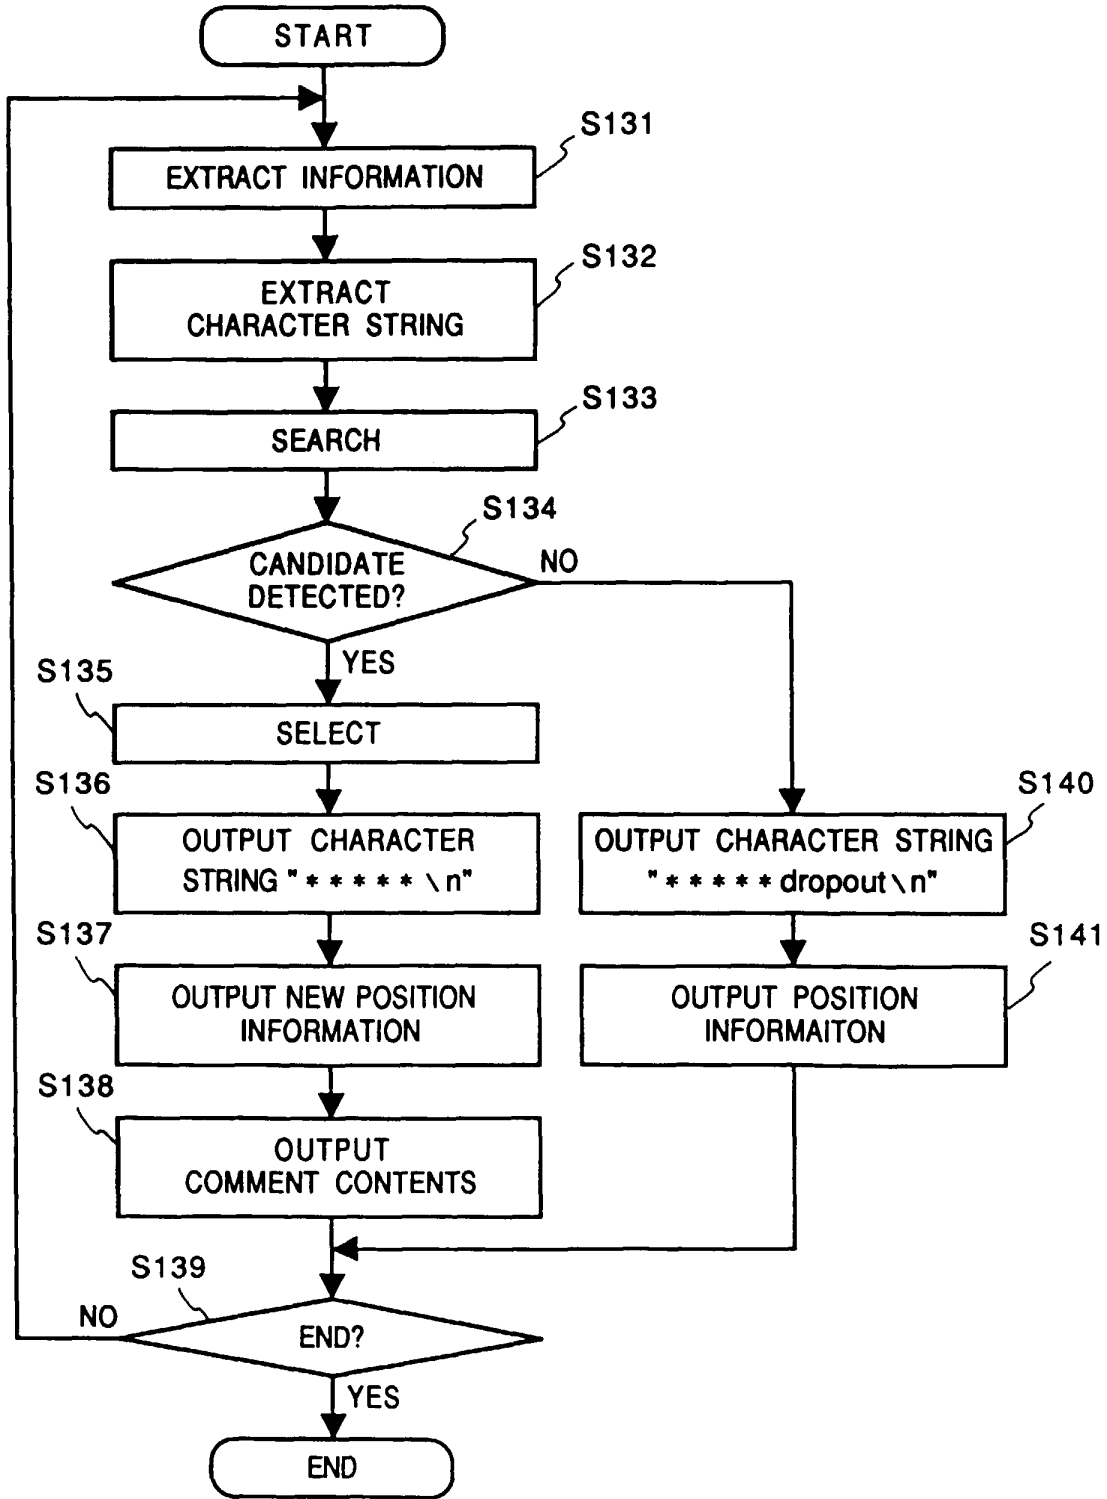 START
S131
EXTRACT INFORMATION
S132
EXTRACT
CHARACTER STRING
S133
SEARCH
S134
CANDIDATE
DETECTED?
NO
YES
S135
SELECT
S136
OUTPUT CHARACTER
STRING "*****\n"
S140
OUTPUT CHARACTER STRING
"*****dropout\n"
S137
OUTPUT NEW POSITION
INFORMATION
S141
OUTPUT POSITION
INFORMAITON
S138
OUTPUT
COMMENT CONTENTS
S139
NO
END?
YES
END